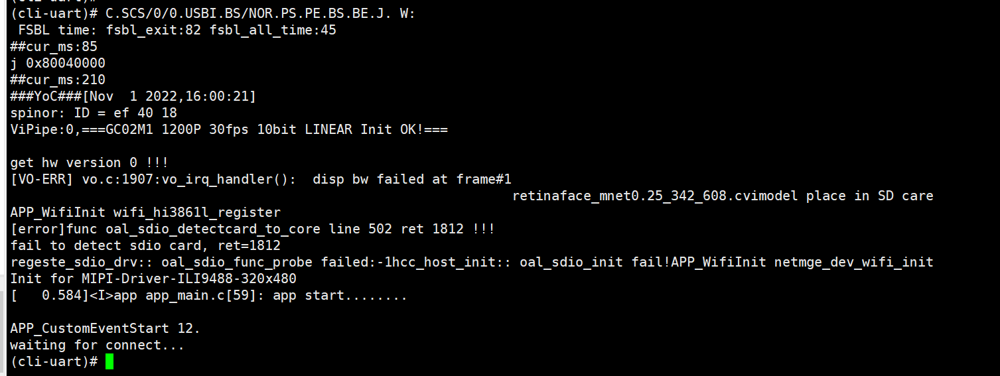 (cli-uart)#
(cli-uart)# C.SCS/0/0.USBI.BS/NOR.PS.PE.BS.BE.J. W:
FSBL time: fsbl_exit:82 fsbl_all_time:45
##cur_ms:85
j 0x80040000
##cur_ms:210
###YoC###[Nov  1 2022,16:00:21]
spinor: ID = ef 40 18
ViPipe:0,===GC02M1 1200P 30fps 10bit LINEAR Init OK!===
get hw version 0 !!!
[VO-ERR] vo.c:1907:vo_irq_handler():  disp bw failed at frame#1
retinaface_mnet0.25_342_608.cvimodel place in SD care
APP_WifiInit wifi_hi3861l_register
[error]func oal_sdio_detectcard_to_core line 502 ret 1812 !!!
fail to detect sdio card, ret=1812
regeste_sdio_drv:: oal_sdio_func_probe failed:-1hcc_host_init:: oal_sdio_init fail!APP_WifiInit netmge_dev_wifi_init
Init for MIPI-Driver-ILI9488-320x480
[   0.584]<I>app app_main.c[59]: app start........
APP_CustomEventStart 12.
waiting for connect...
(cli-uart)#